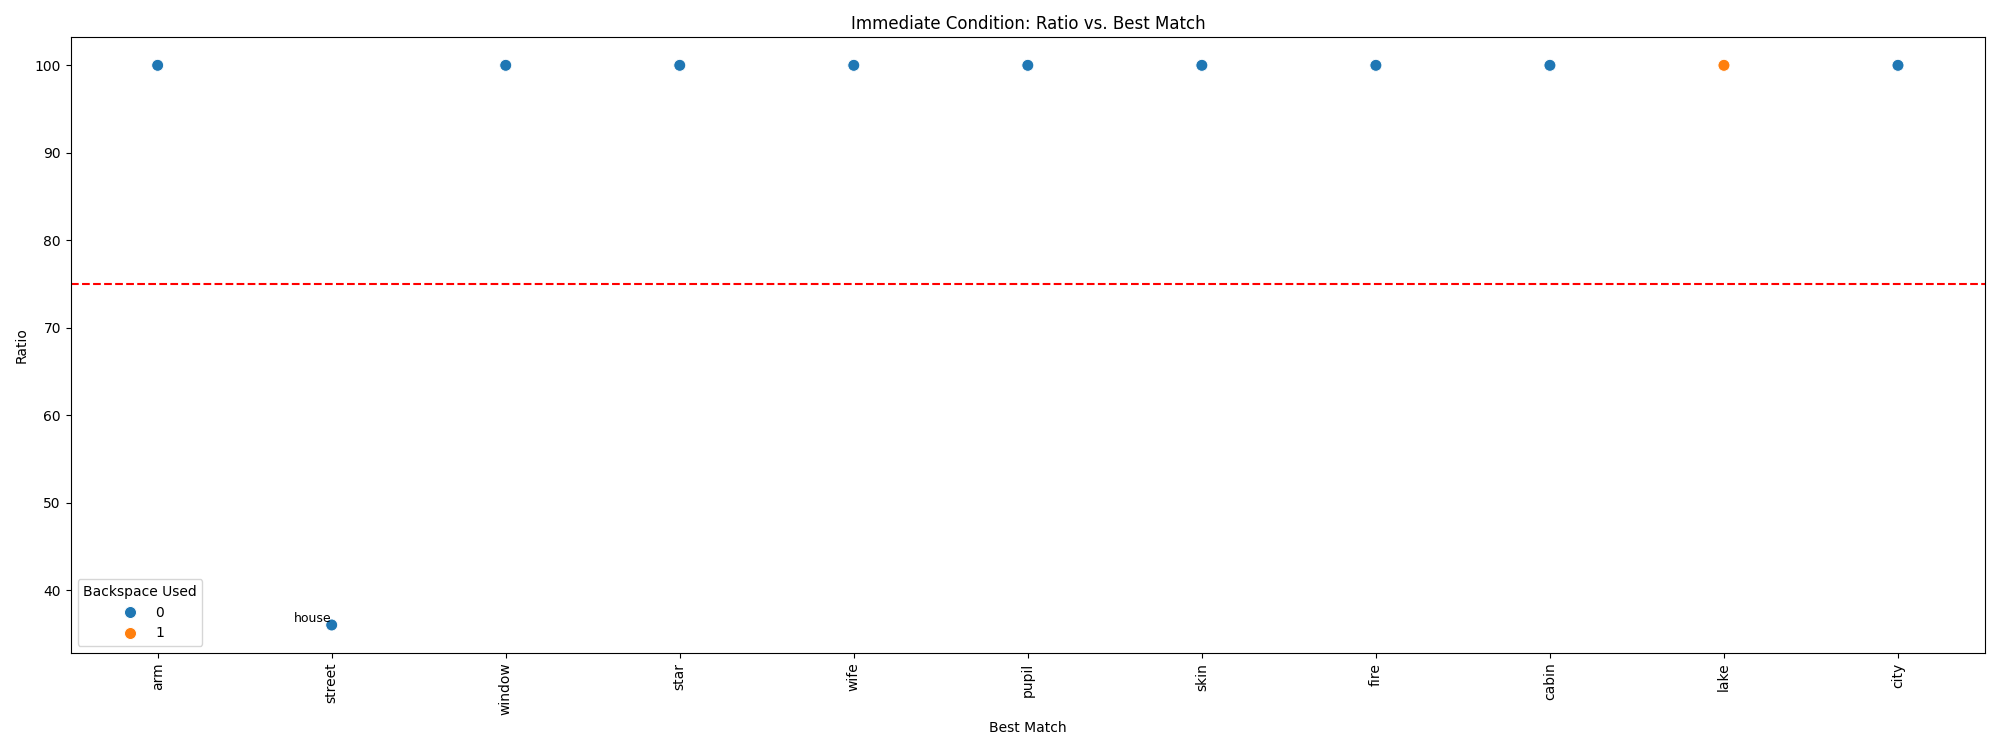 Immediate Condition: Ratio vs. Best Match
Ratio
100
90
80
70
60
50
40
house
Backspace Used
0
1
arm
street
window
star
wife
pupil
skin
fire
cabin
lake
city
Best Match